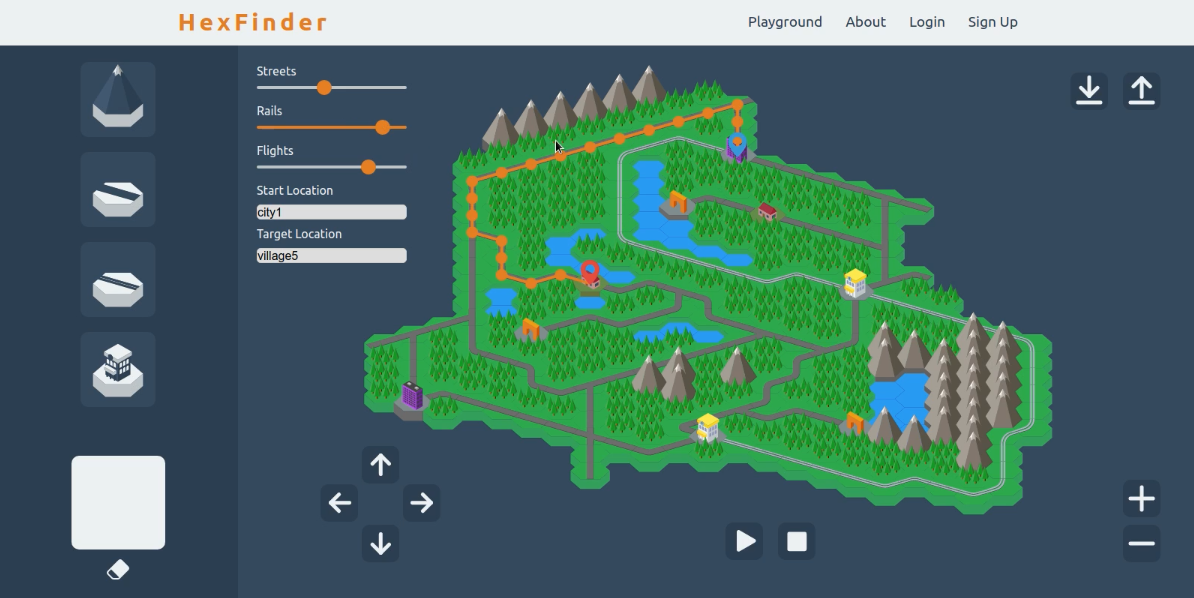 HexFinder
Playground
About
Login
Sign Up
Streets
Rails
Flights
Start Location
city1
Target Location
village5